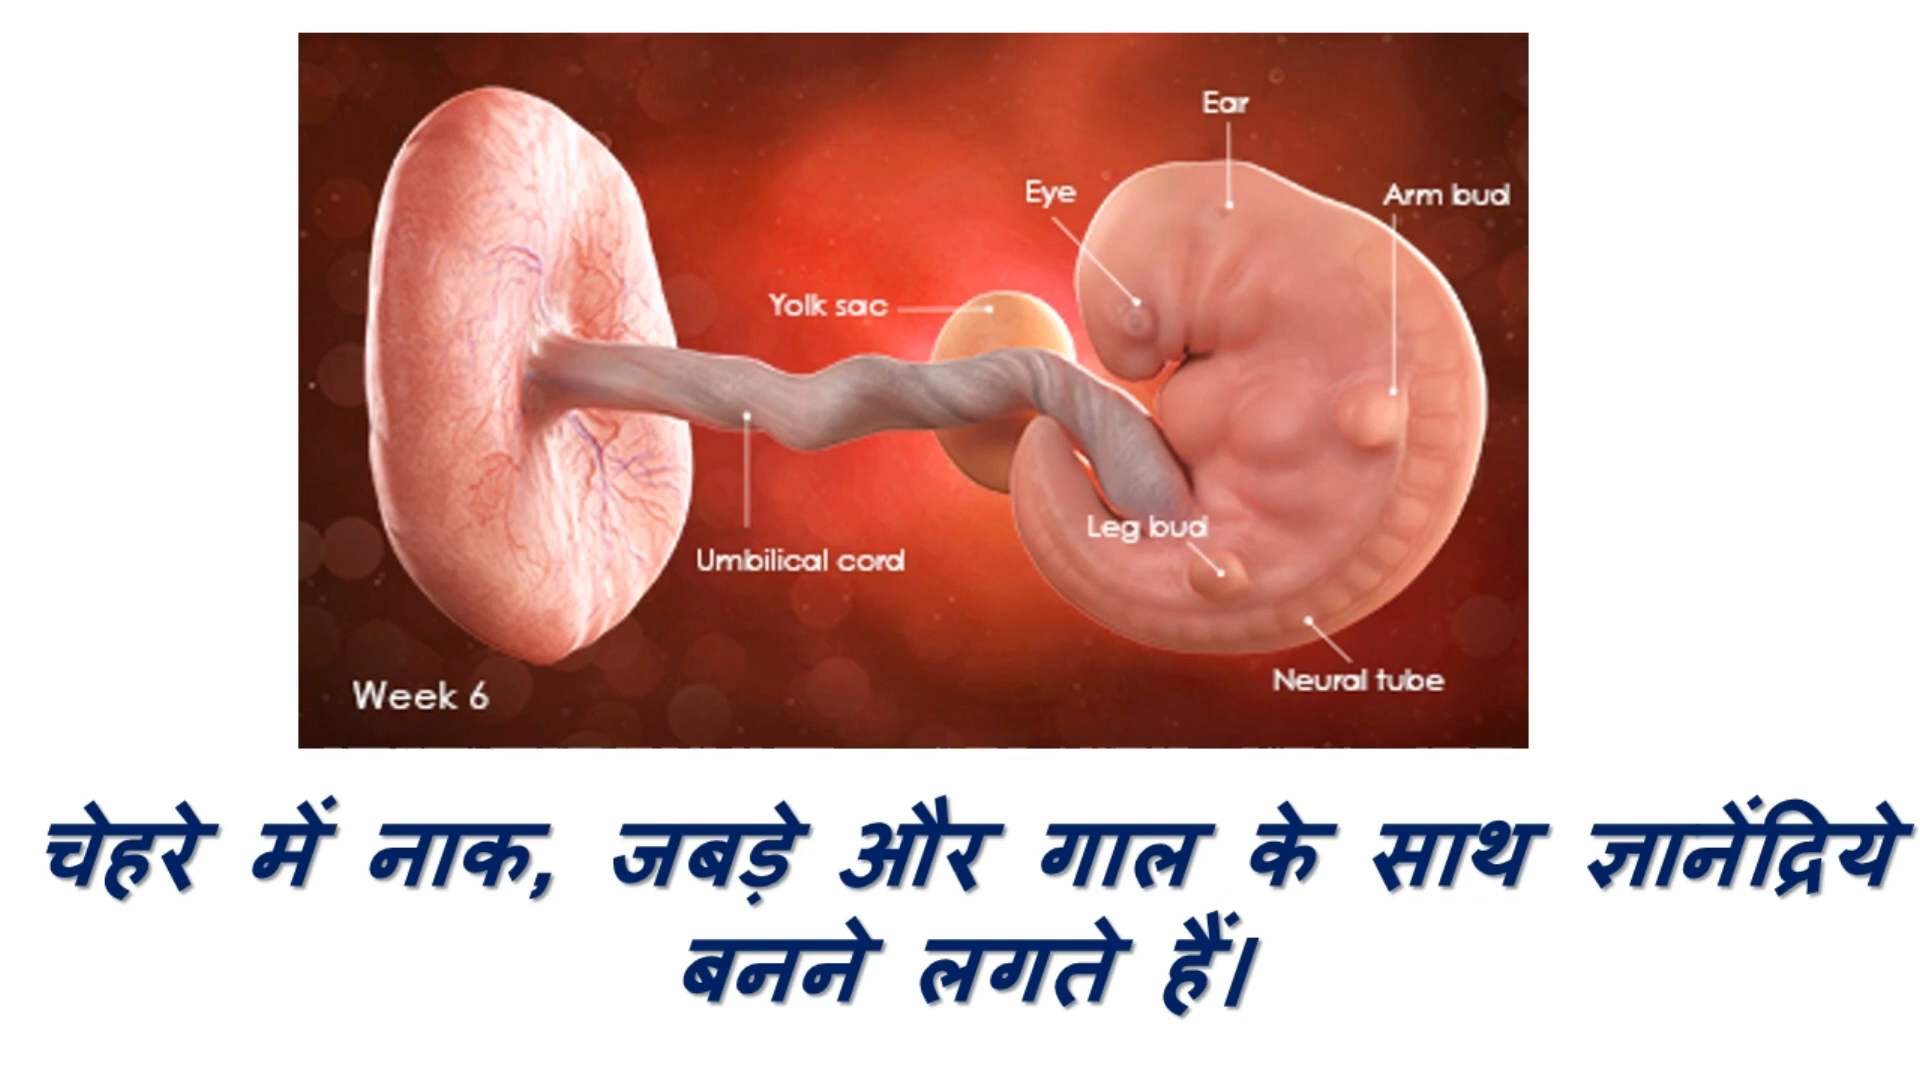 Ear
Eye
Arm bud
Yolk sac
Leg bud
Umbilical cord
Neural tube
Week 6
चेहरे में नाक, जबड़े और गाल के साथ ज्ञानेंद्रिये
बनने लगते हैं।